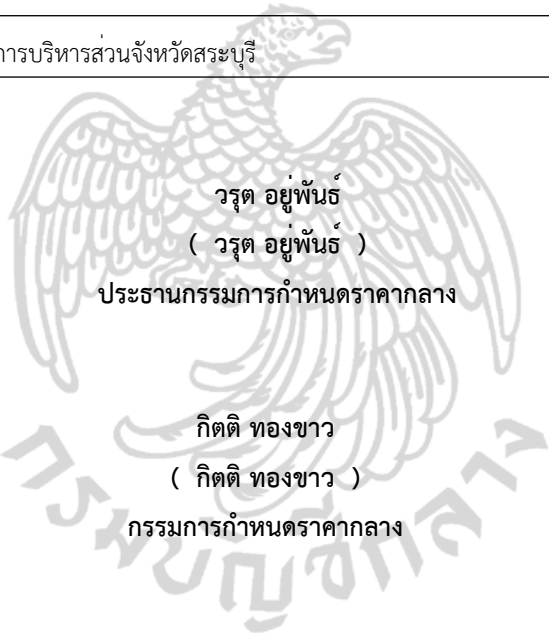 การบริหารส่วนจังหวัดสระบุรี
วรุต อยู่พันธ์
( วรุต อยู่พันธ์ )
ประธานกรรมการกำหนดราคากลาง
กิตติ ทองขาว
( กิตติ ทองขาว )
กรรมการกำหนดราคากลาง
กรมบัญชีกลาง